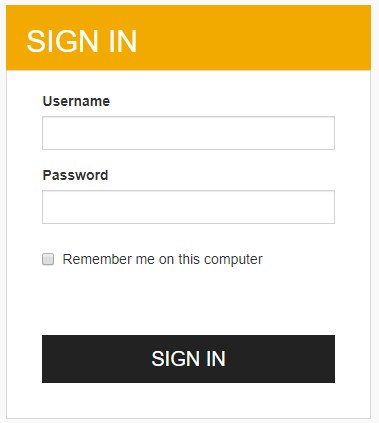 SIGN IN
Username
Password
Remember me on this computer
SIGN IN